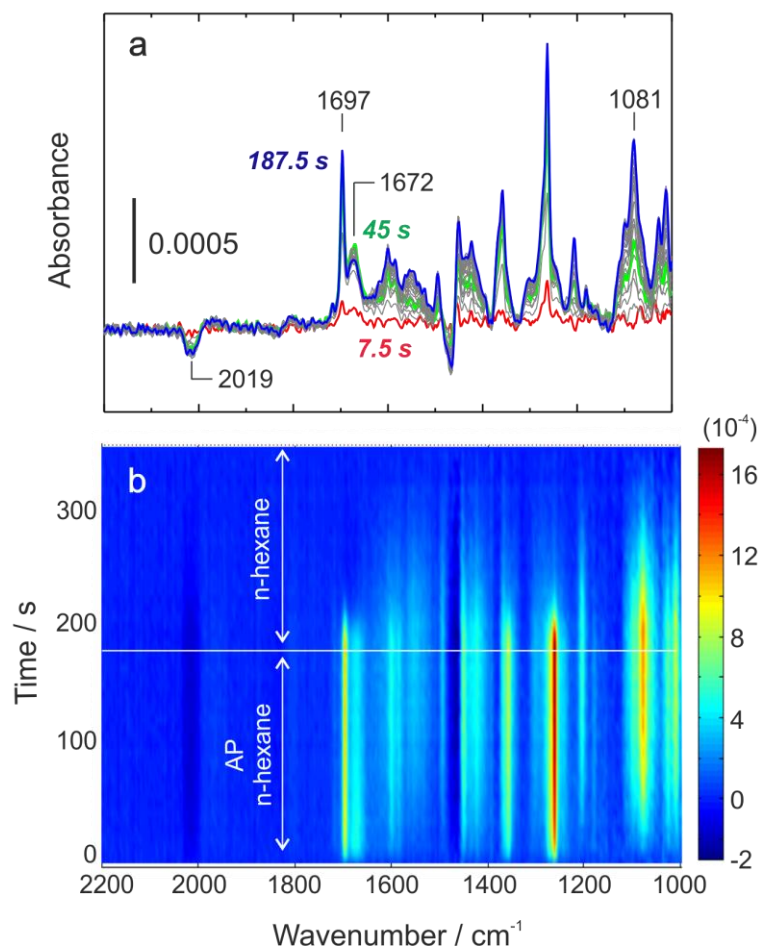 a
1697
1081
187.5 s
1672
45 s
0.0005
Absorbance
7.5 s
2019
(10⁻⁴)
b
16
300
n-hexane
12
200
8
Time / s
100
AP
n-hexane
4
0
0
-2
2200 2000 1800 1600 1400 1200 1000
Wavenumber / cm⁻¹